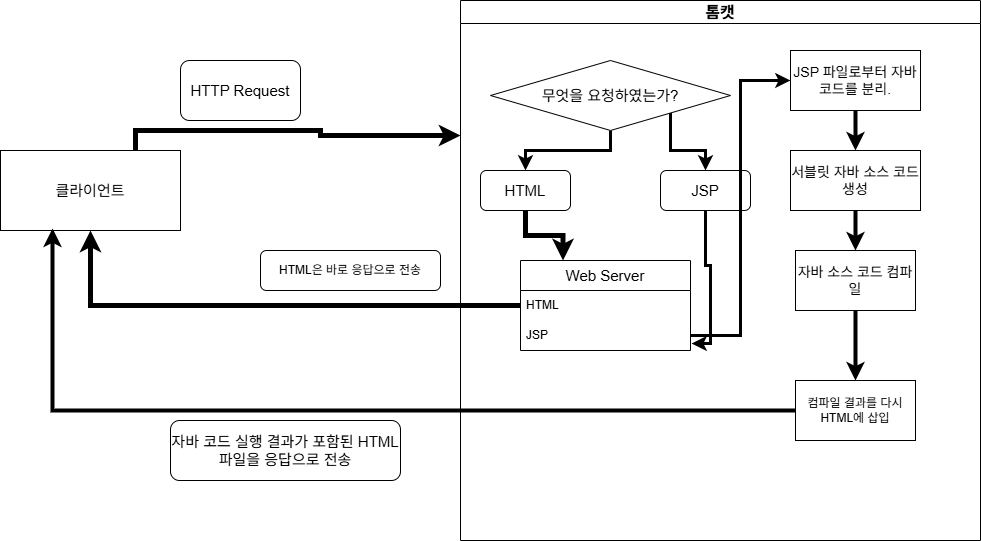 톰캣
HTTP Request
무엇을 요청하였는가?
JSP 파일로부터 자바
코드를 분리.
클라이언트
HTML
JSP
서블릿 자바 소스 코드
생성
HTML은 바로 응답으로 전송
Web Server
HTML
JSP
자바 소스 코드 컴파
일
컴파일 결과를 다시
HTML에 삽입
자바 코드 실행 결과가 포함된 HTML
파일을 응답으로 전송